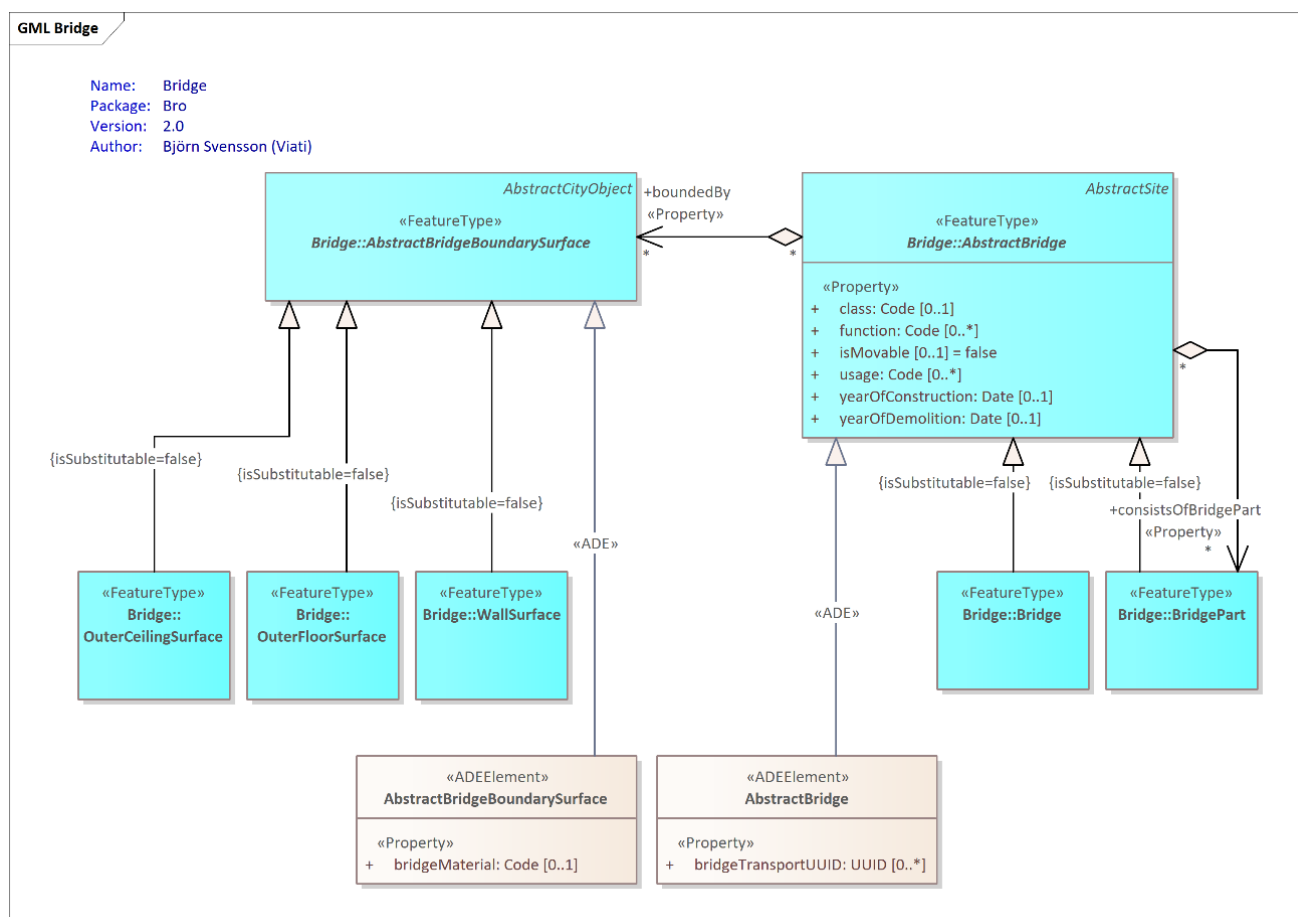 GML Bridge
Name: Bridge
Package: Bro
Version: 2.0
Author: Björn Svensson (Viati)
AbstractCityObject
«FeatureType»
Bridge::AbstractBridgeBoundarySurface
+boundedBy
«Property»
*
*
AbstractSite
«FeatureType»
Bridge::AbstractBridge
«Property»
+ class: Code [0..1]
+ function: Code [0..*]
+ isMovable [0..1] = false
+ usage: Code [0..*]
+ yearOfConstruction: Date [0..1]
+ yearOfDemolition: Date [0..1]
*
{isSubstitutable=false}
{isSubstitutable=false}
{isSubstitutable=false}
«ADE»
{isSubstitutable=false}
{isSubstitutable=false}
+consistsOfBridgePart
«Property»
*
«ADE»
«FeatureType»
Bridge::
OuterCeilingSurface
«FeatureType»
Bridge::
OuterFloorSurface
«FeatureType»
Bridge::WallSurface
«FeatureType»
Bridge::Bridge
«FeatureType»
Bridge::BridgePart
«ADEElement»
AbstractBridgeBoundarySurface
«Property»
+ bridgeMaterial: Code [0..1]
«ADEElement»
AbstractBridge
«Property»
+ bridgeTransportUUID: UUID [0..*]